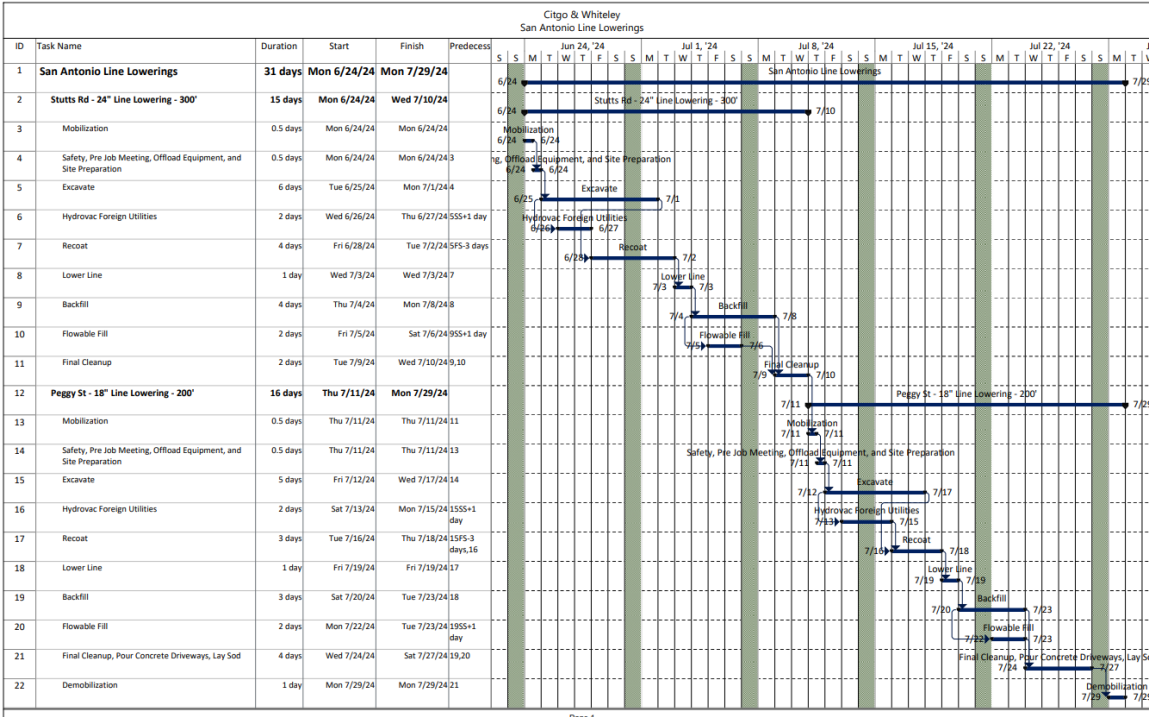 Citgo & Whiteley
San Antonio Line Lowerings
ID Task Name Duration Start Finish Predecess Jun 24, '24 Jul 1, '24 Jul 8, '24 Jul 15, '24 Jul 22, '24
S S M T W T F S S M T W T F S S M T W T F S S M T W T F S S M T W T F S S M T W
1 San Antonio Line Lowerings 31 days Mon 6/24/24 Mon 7/29/24 6/24 San Antonio Line Lowerings 7/29
2 Stutts Rd - 24" Line Lowering - 300' 15 days Mon 6/24/24 Wed 7/10/24 6/24 Stutts Rd - 24" Line Lowering - 300' 7/10
3 Mobilization 0.5 days Mon 6/24/24 Mon 6/24/24 Mobilization 6/24 6/24
4 Safety, Pre Job Meeting, Offload Equipment, and Site Preparation 0.5 days Mon 6/24/24 Mon 6/24/24 3 g, Offload Equipment, and Site Preparation 6/24 6/24
5 Excavate 6 days Tue 6/25/24 Mon 7/1/24 4 6/25 Excavate 7/1
6 Hydrovac Foreign Utilities 2 days Wed 6/26/24 Thu 6/27/24 5SS+1 day Hydrovac Foreign Utilities 6/26 6/27
7 Recoat 4 days Fri 6/28/24 Tue 7/2/24 5FS-3 days 6/28 Recoat 7/2
8 Lower Line 1 day Wed 7/3/24 Wed 7/3/24 7 Lower Line 7/3 7/3
9 Backfill 4 days Thu 7/4/24 Mon 7/8/24 8 7/4 Backfill 7/8
10 Flowable Fill 2 days Fri 7/5/24 Sat 7/6/24 9SS+1 day Flowable Fill 7/5 7/6
11 Final Cleanup 2 days Tue 7/9/24 Wed 7/10/24 9,10 Final Cleanup 7/9 7/10
12 Peggy St - 18" Line Lowering - 200' 16 days Thu 7/11/24 Mon 7/29/24 7/11 Peggy St - 18" Line Lowering - 200' 7/29
13 Mobilization 0.5 days Thu 7/11/24 Thu 7/11/24 11 Mobilization 7/11 7/11
14 Safety, Pre Job Meeting, Offload Equipment, and Site Preparation 0.5 days Thu 7/11/24 Thu 7/11/24 13 Safety, Pre Job Meeting, Offload Equipment, and Site Preparation 7/11 7/11
15 Excavate 5 days Fri 7/12/24 Wed 7/17/24 14 7/12 Excavate 7/17
16 Hydrovac Foreign Utilities 2 days Sat 7/13/24 Mon 7/15/24 15SS+1 day Hydrovac Foreign Utilities 7/13 7/15
17 Recoat 3 days Tue 7/16/24 Thu 7/18/24 15FS-3 days,16 7/16 Recoat 7/18
18 Lower Line 1 day Fri 7/19/24 Fri 7/19/24 17 Lower Line 7/19 7/19
19 Backfill 3 days Sat 7/20/24 Tue 7/23/24 18 7/20 Backfill 7/23
20 Flowable Fill 2 days Mon 7/22/24 Tue 7/23/24 19SS+1 day Flowable Fill 7/22 7/23
21 Final Cleanup, Pour Concrete Driveways, Lay Sod 4 days Wed 7/24/24 Sat 7/27/24 19,20 Final Cleanup, Pour Concrete Driveways, Lay So 7/24 7/27
22 Demobilization 1 day Mon 7/29/24 Mon 7/29/24 21 Demobilization 7/29 7/29